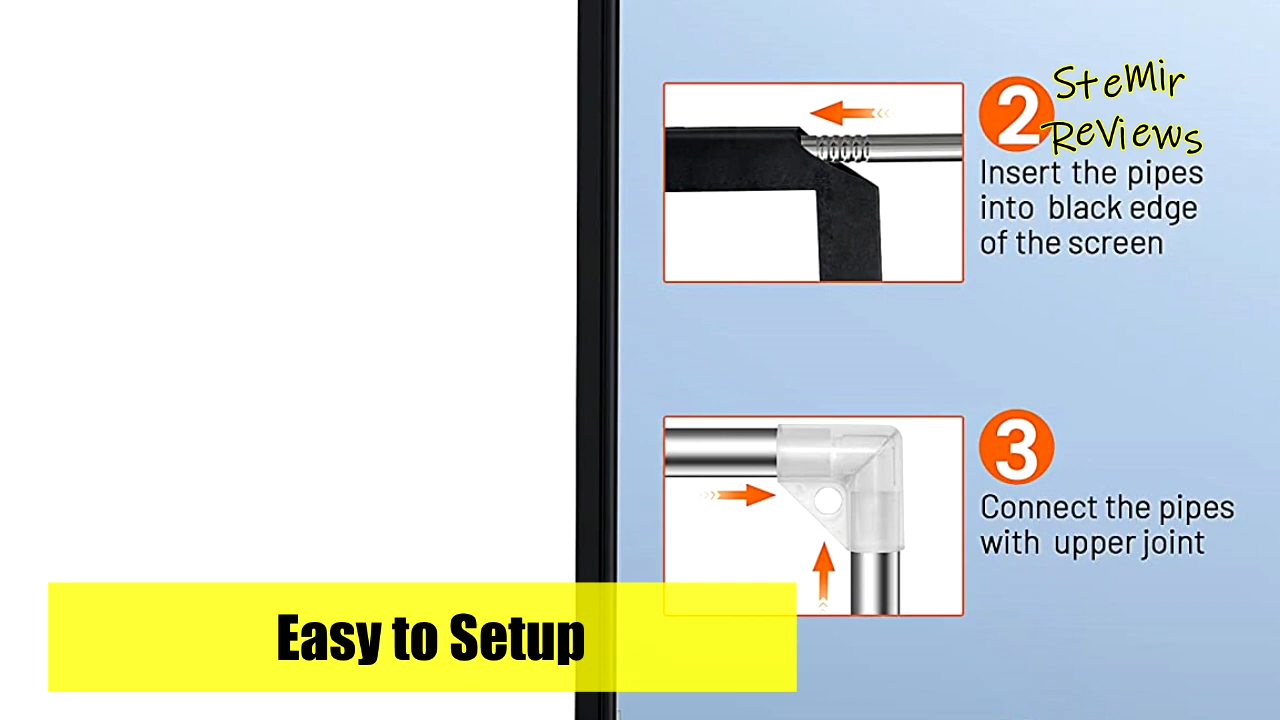 2
SteMir
ReViews
Insert the pipes
into black edge
of the screen
3
Connect the pipes
with upper joint
Easy to Setup